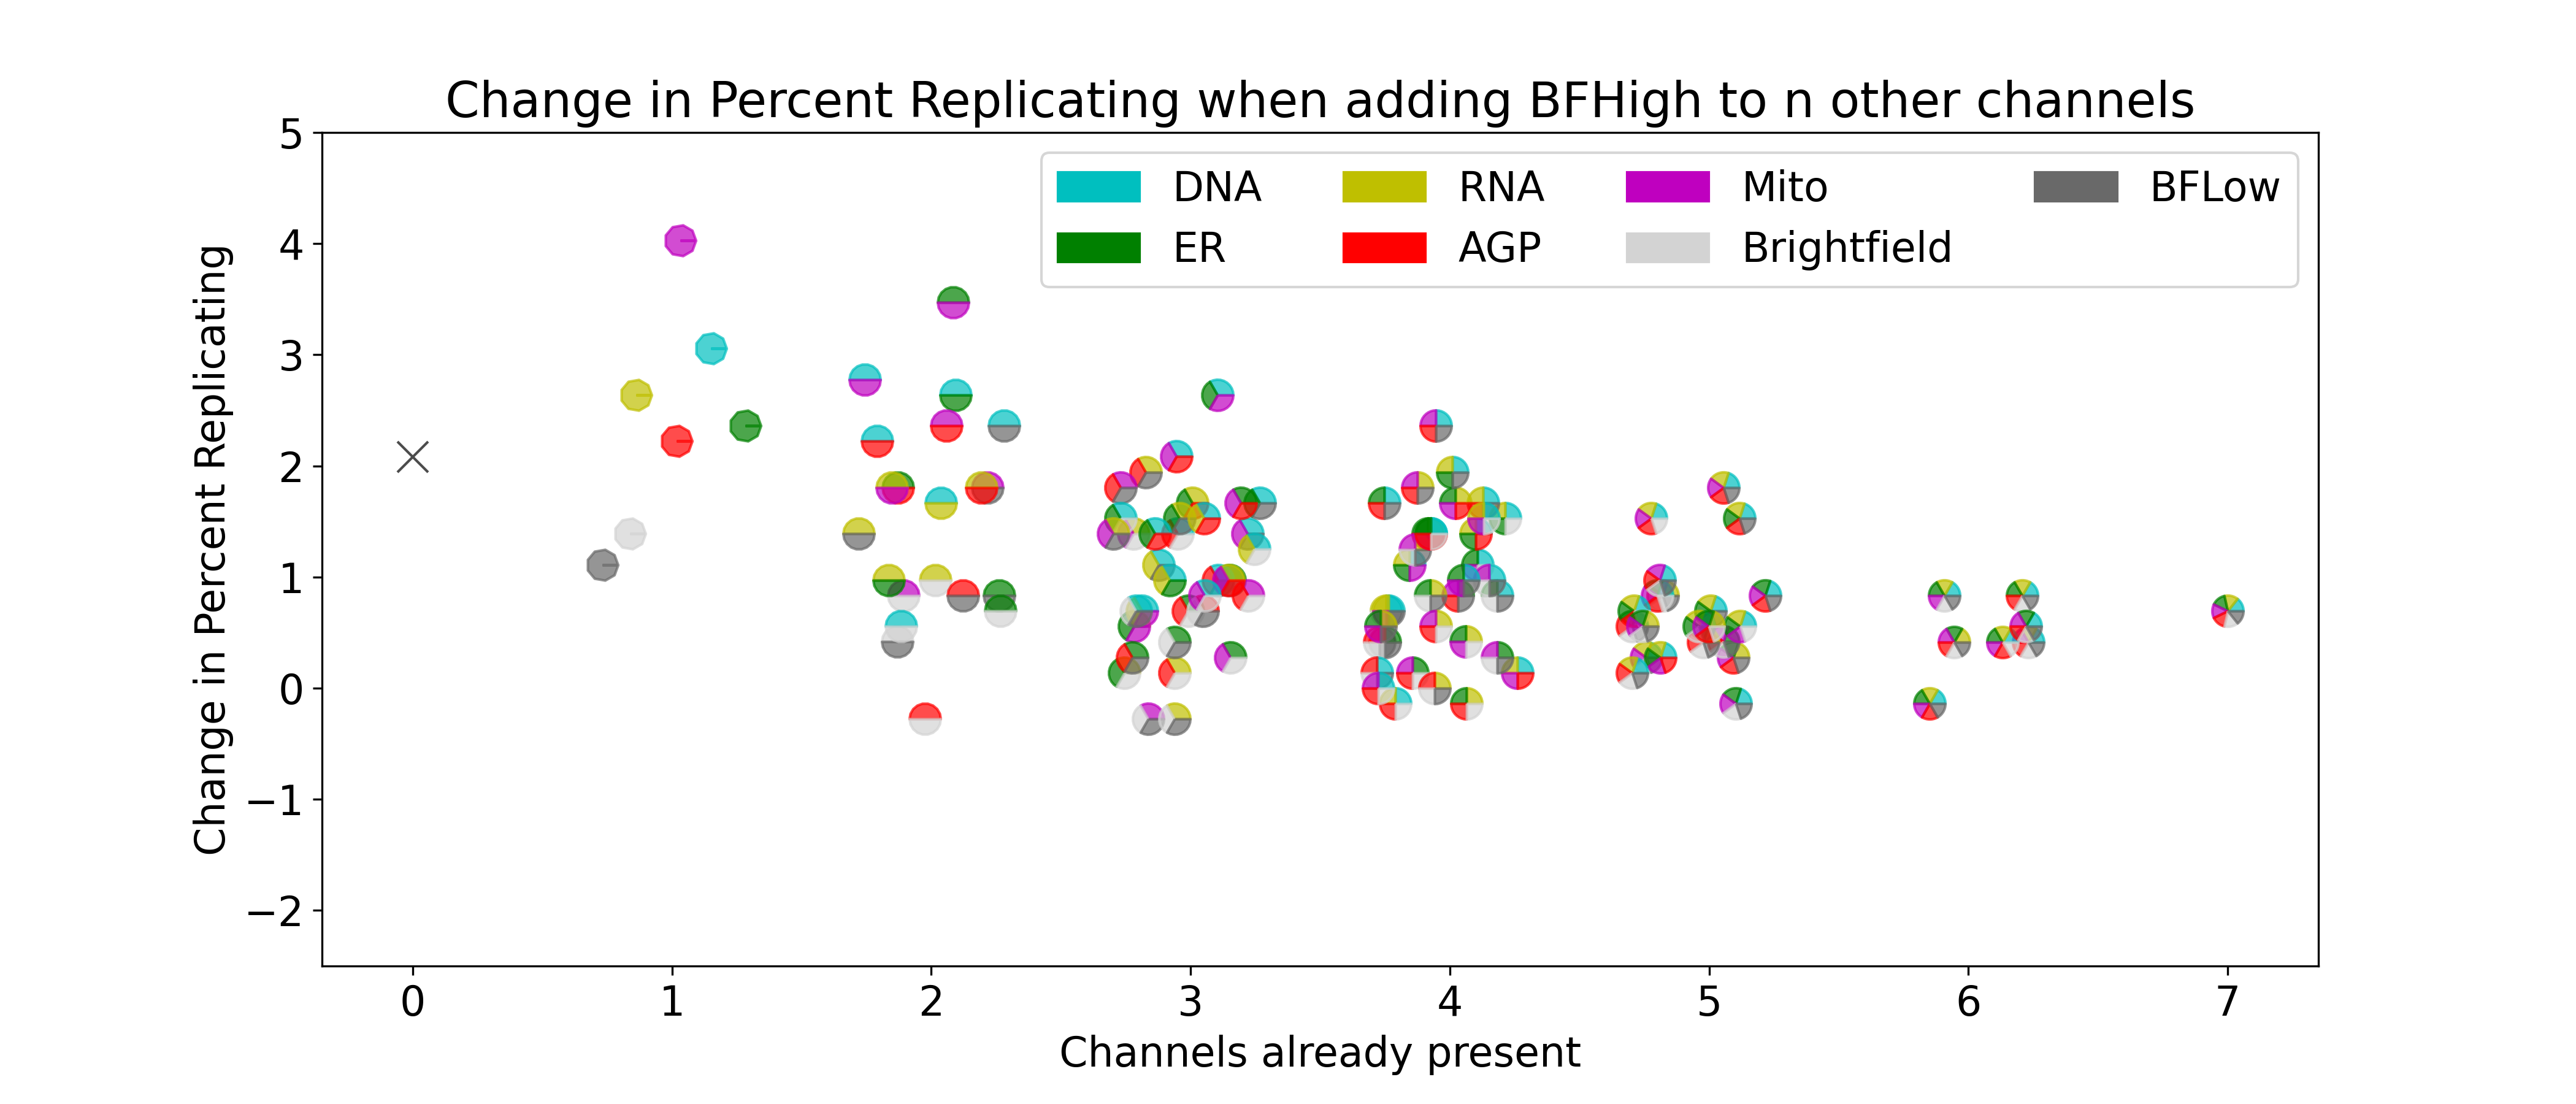 Change in Percent Replicating when adding BFHigh to n other channels
5
4
3
2
1
0
−1
−2
Change in Percent Replicating
DNA RNA Mito BFLow
ER AGP Brightfield
0 1 2 3 4 5 6 7
Channels already present